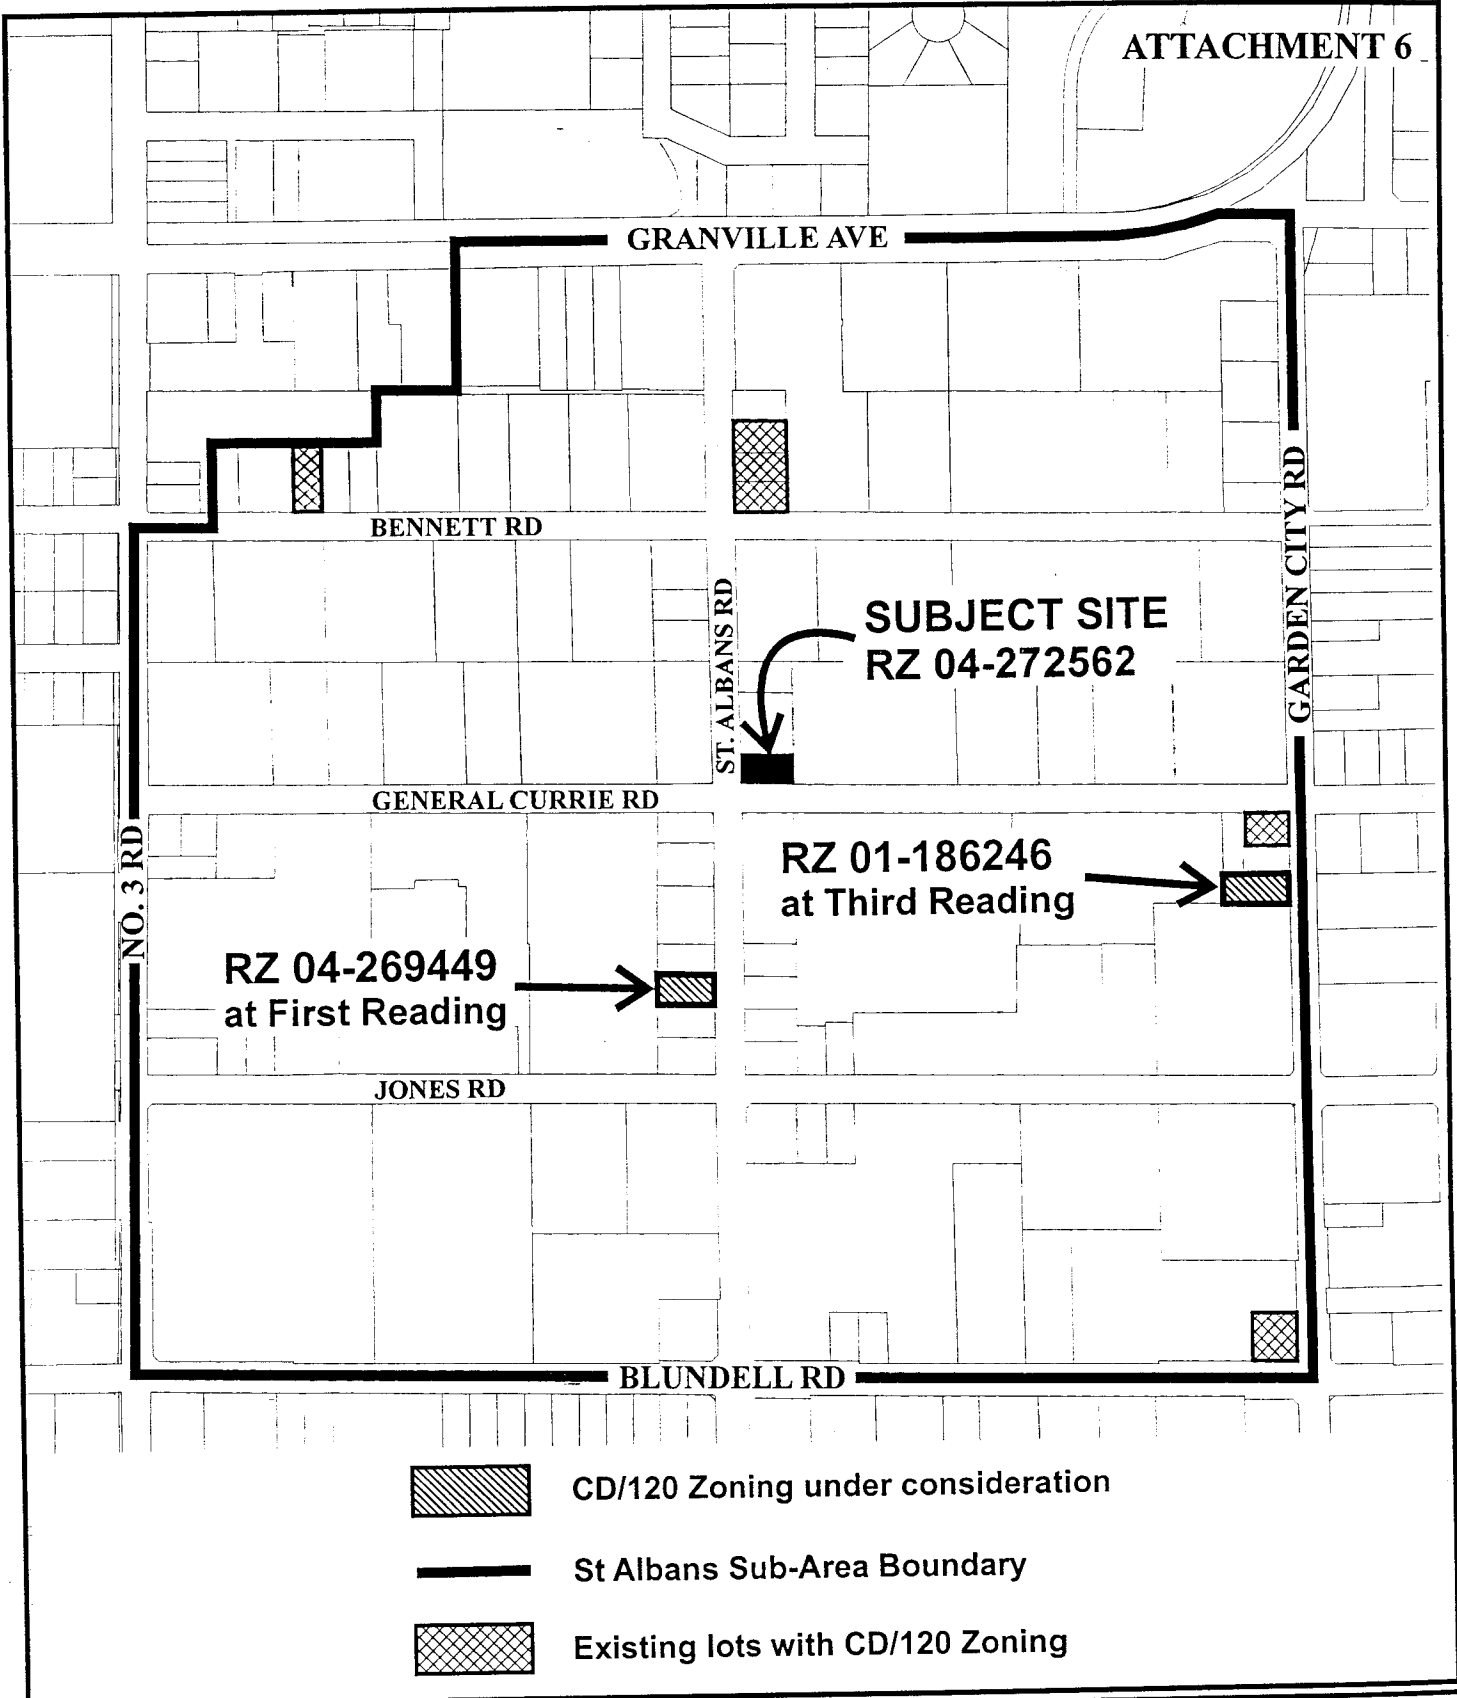 ATTACHMENT 6
GRANVILLE AVE
BENNETT RD
GARDEN CITY RD
ST. ALBANS RD
SUBJECT SITE
RZ 04-272562
GENERAL CURRIE RD
NO. 3 RD
RZ 01-186246
at Third Reading
RZ 04-269449
at First Reading
JONES RD
BLUNDELL RD
CD/120 Zoning under consideration
St Albans Sub-Area Boundary
Existing lots with CD/120 Zoning